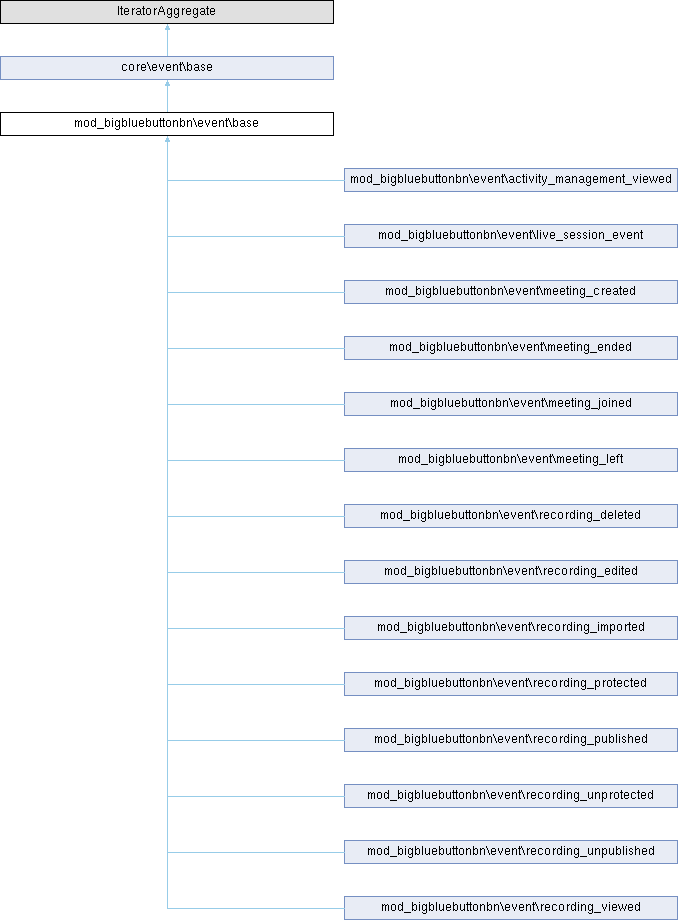 IteratorAggregate
core\event\base
mod_bigbluebuttonbn\event\base
mod_bigbluebuttonbn\event\activity_management_viewed
mod_bigbluebuttonbn\event\live_session_event
mod_bigbluebuttonbn\event\meeting_created
mod_bigbluebuttonbn\event\meeting_ended
mod_bigbluebuttonbn\event\meeting_joined
mod_bigbluebuttonbn\event\meeting_left
mod_bigbluebuttonbn\event\recording_deleted
mod_bigbluebuttonbn\event\recording_edited
mod_bigbluebuttonbn\event\recording_imported
mod_bigbluebuttonbn\event\recording_protected
mod_bigbluebuttonbn\event\recording_published
mod_bigbluebuttonbn\event\recording_unprotected
mod_bigbluebuttonbn\event\recording_unpublished
mod_bigbluebuttonbn\event\recording_viewed